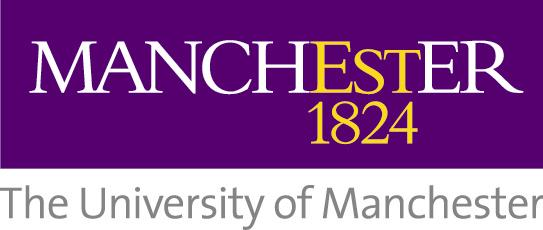 MANCHESTER
1824
The University of Manchester